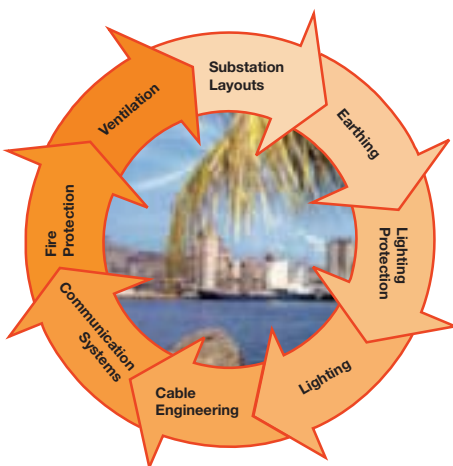 Substation
Layouts
Earthing
Lighting
Protection
Lighting
Cable
Engineering
Communication
Systems
Fire
Protection
Ventilation